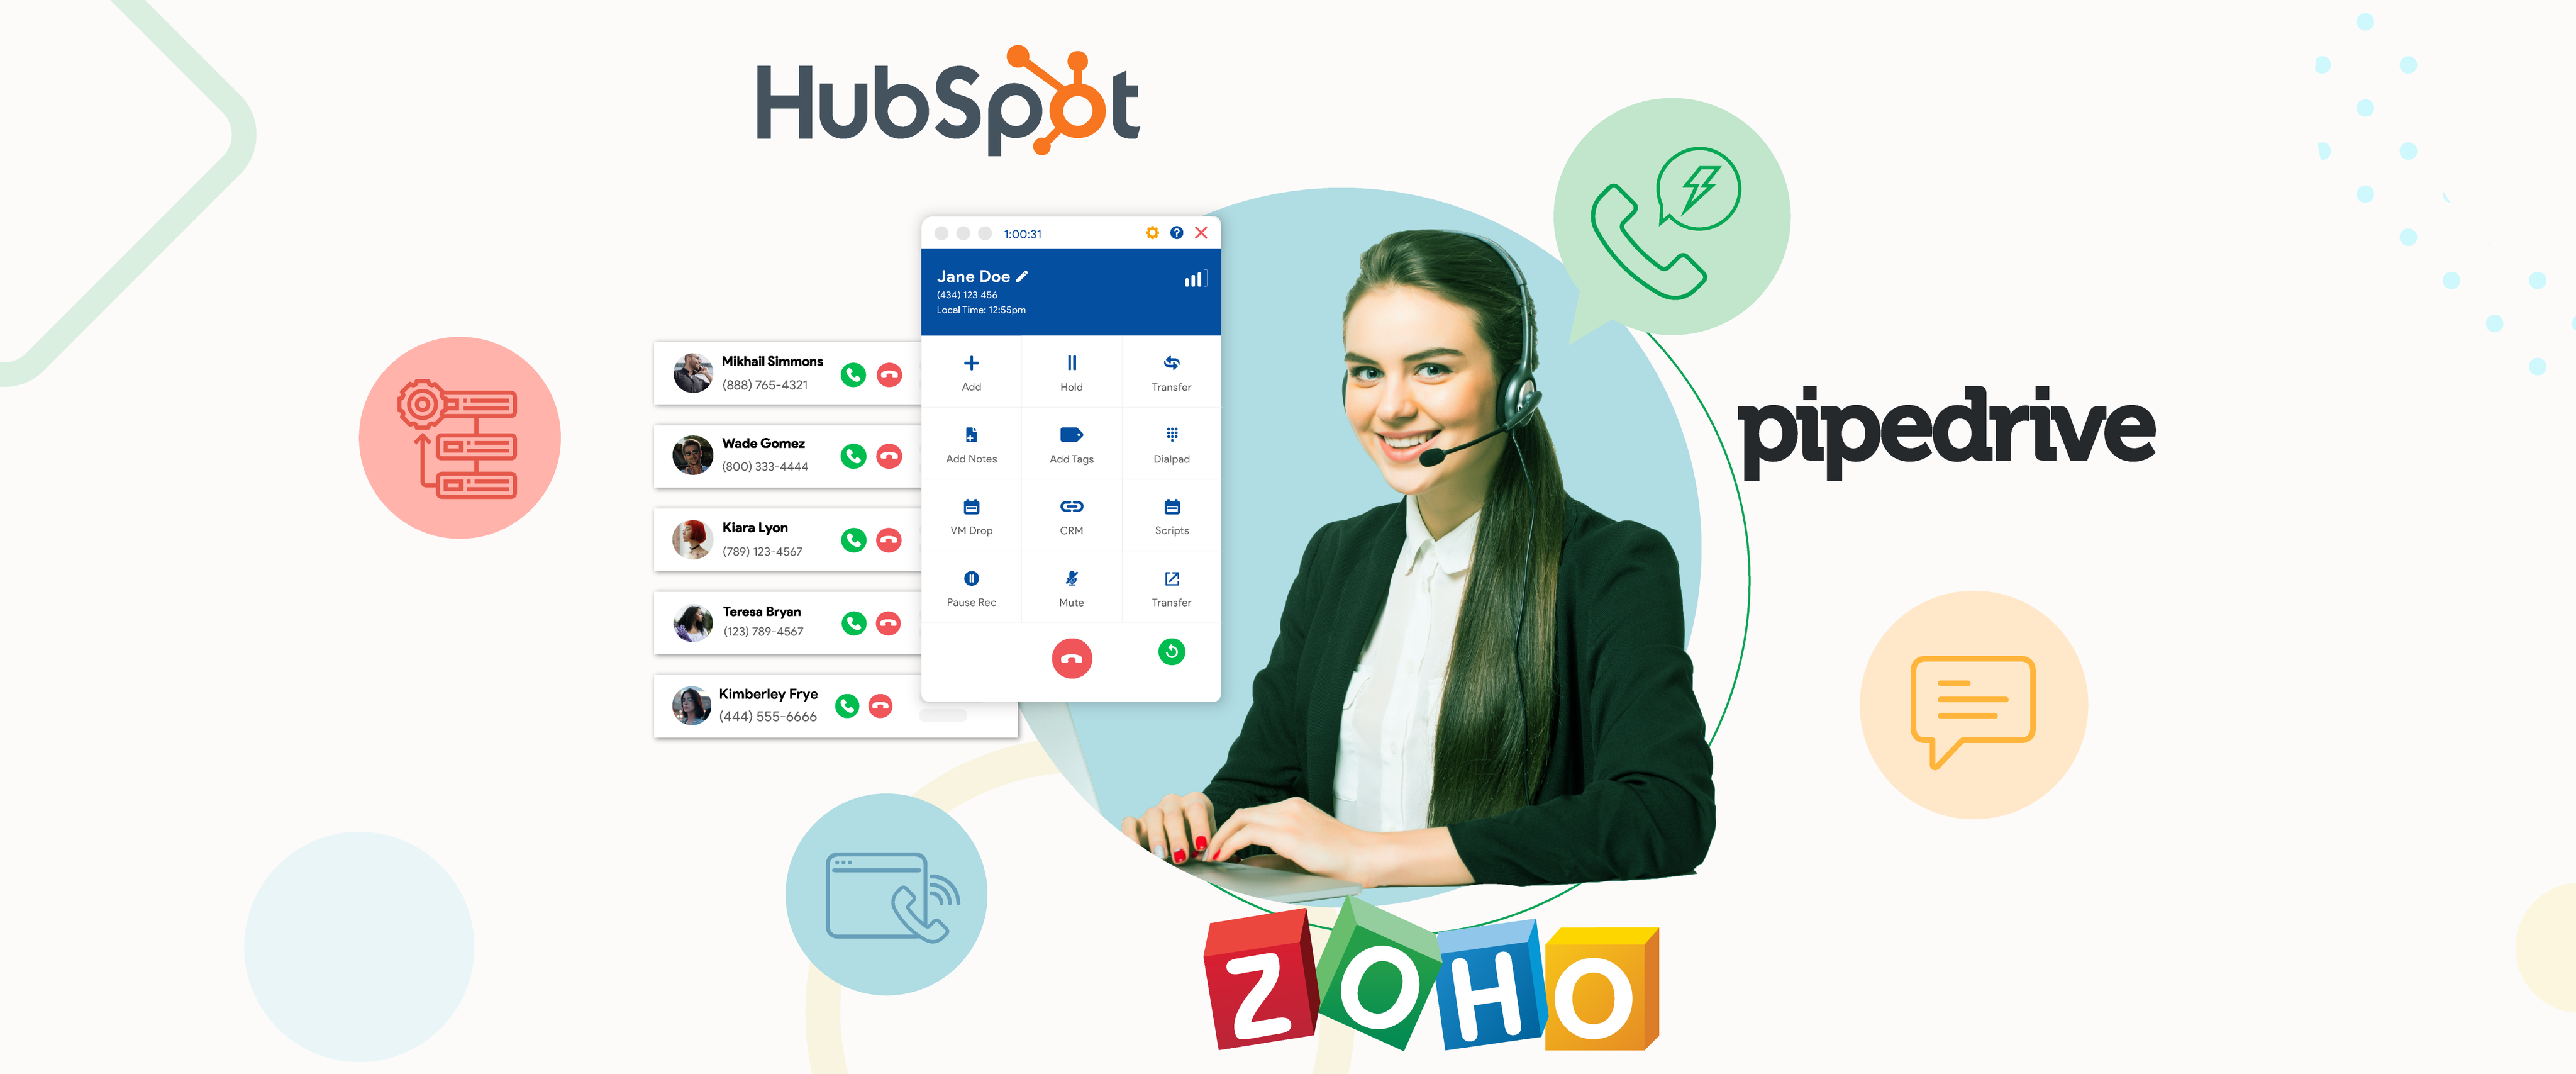 HubSpot
1:00:31
Jane Doe
(434) 123 456
Local Time: 12:55pm
Add
Hold
Transfer
Add Notes
Add Tags
Dialpad
VM Drop
CRM
Scripts
Pause Rec
Mute
Transfer
Mikhail Simmons
(888) 765-4321
Wade Gomez
(800) 333-4444
Kiara Lyon
(789) 123-4567
Teresa Bryan
(123) 789-4567
Kimberley Frye
(444) 555-6666
pipedrive
ZOHO